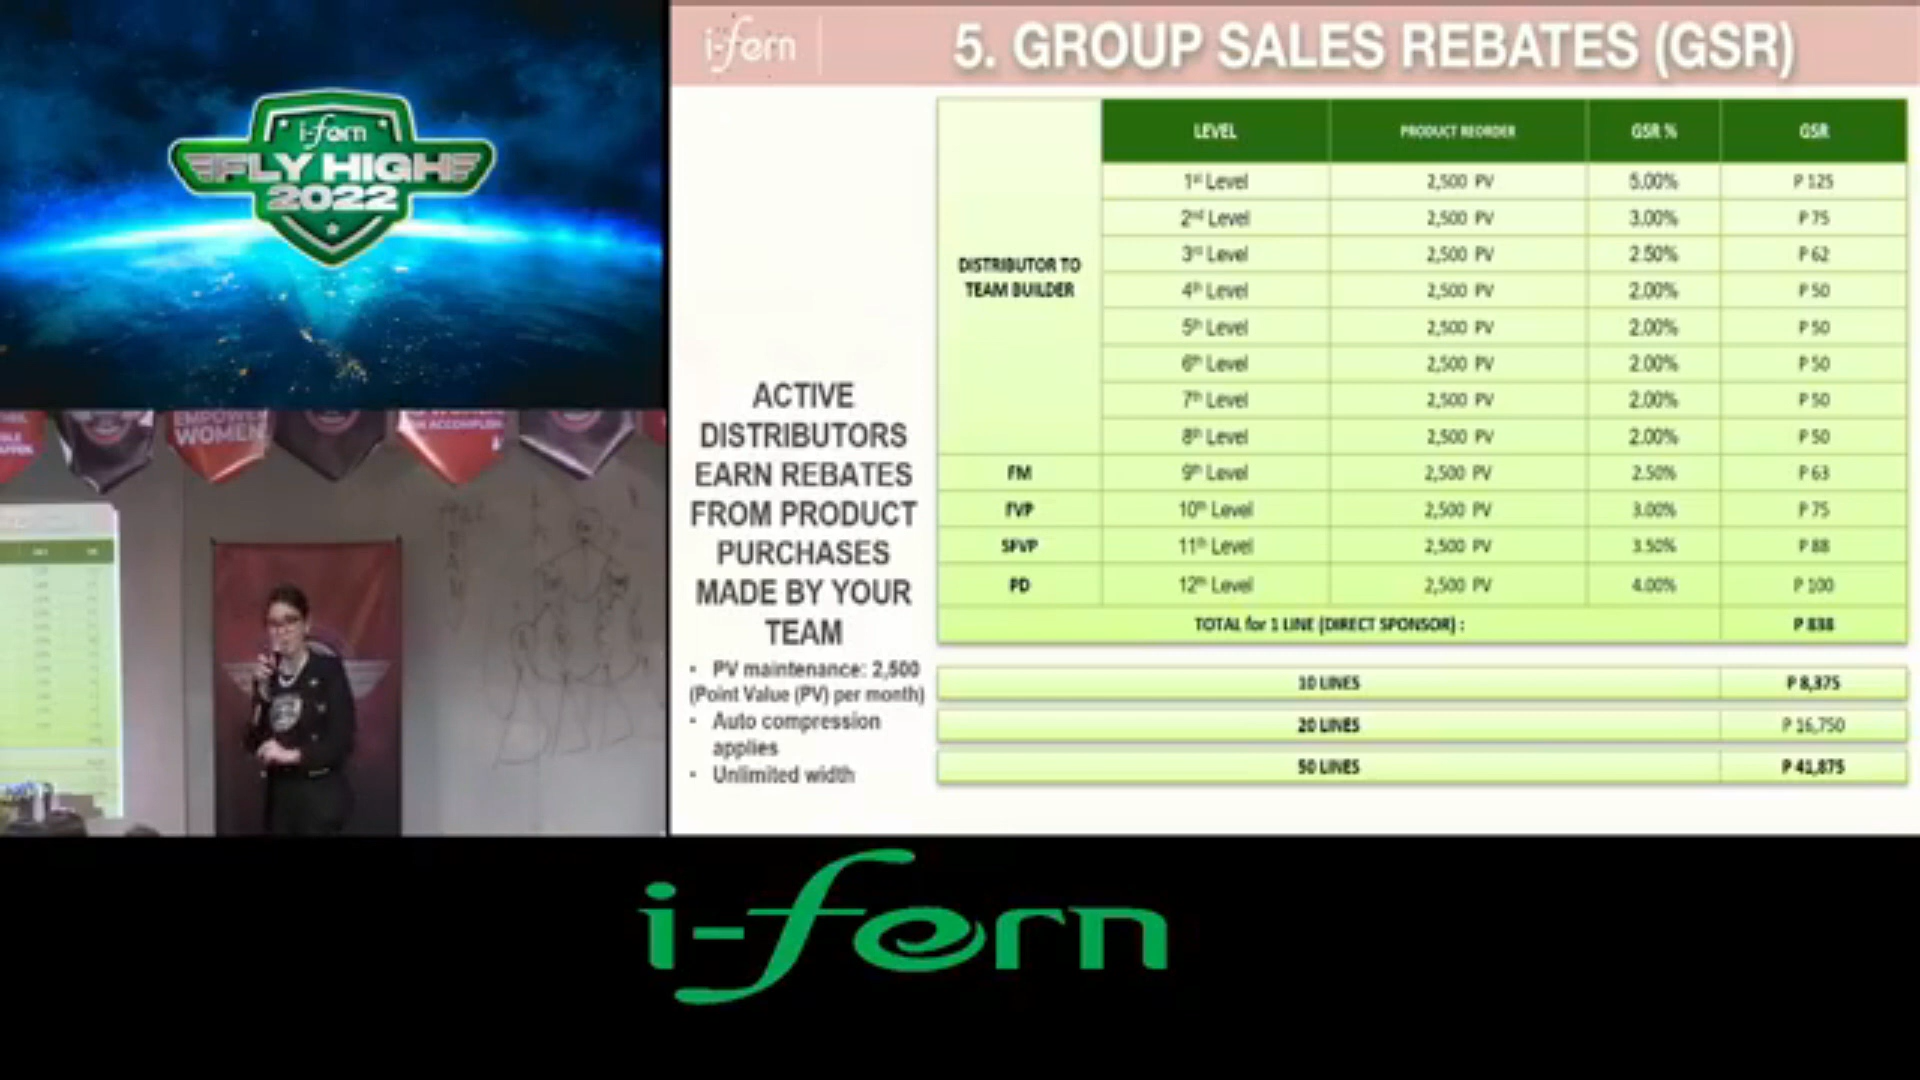 i-fern
FLY HIGH
2022
EMPOWER
WOMEN
i-fern
5. GROUP SALES REBATES (GSR)
ACTIVE
DISTRIBUTORS
EARN REBATES
FROM PRODUCT
PURCHASES
MADE BY YOUR
TEAM
• PV maintenance: 2,500
(Point Value (PV) per month)
• Auto compression
applies
• Unlimited width
LEVEL PRODUCT REORDER GSR % GSR
DISTRIBUTOR TO
TEAM BUILDER
1st Level 2,500 PV 5.00% P 125
2nd Level 2,500 PV 3.00% P 75
3rd Level 2,500 PV 2.50% P 62
4th Level 2,500 PV 2.00% P 50
5th Level 2,500 PV 2.00% P 50
6th Level 2,500 PV 2.00% P 50
7th Level 2,500 PV 2.00% P 50
8th Level 2,500 PV 2.00% P 50
FM 9th Level 2,500 PV 2.50% P 63
FVP 10th Level 2,500 PV 3.00% P 75
SFVP 11th Level 2,500 PV 3.50% P 88
PD 12th Level 2,500 PV 4.00% P 100
TOTAL for 1 LINE (DIRECT SPONSOR) : P 838
10 LINES P 8,375
20 LINES P 16,750
50 LINES P 41,875
i-fern